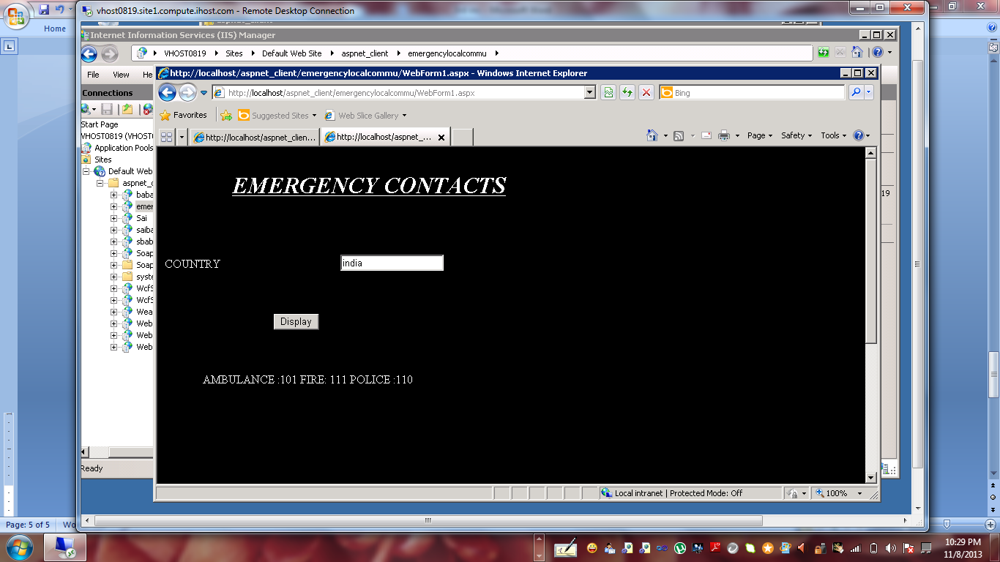 vhost0819.site1.compute.ihost.com - Remote Desktop Connection
Home
Internet Information Services (IIS) Manager
VHOST0819 Sites Default Web Site aspnet_client emergencylocalcommu
File View He
http://localhost/aspnet_client/emergencylocalcommu/WebForm1.aspx - Windows Internet Explorer
Connections
http://localhost/aspnet_client/emergencylocalcommu/WebForm1.aspx
Bing
Favorites Suggested Sites Web Slice Gallery
http://localhost/aspnet_clien...
http://localhost/aspnet_...
Page Safety Tools
Start Page
VHOST0819 (VHOST
Application Pools
Sites
Default Web
aspnet_c
baba
emer
Sai
saiba
sbab
Soap
Soap
syste
WcfS
WcfS
Wea
Web
Web
Web
19
EMERGENCY CONTACTS
COUNTRY
india
Display
AMBULANCE :101 FIRE: 111 POLICE :110
Ready
Local intranet | Protected Mode: Off
100%
Page: 5 of 5
Wo
10:29 PM
11/8/2013